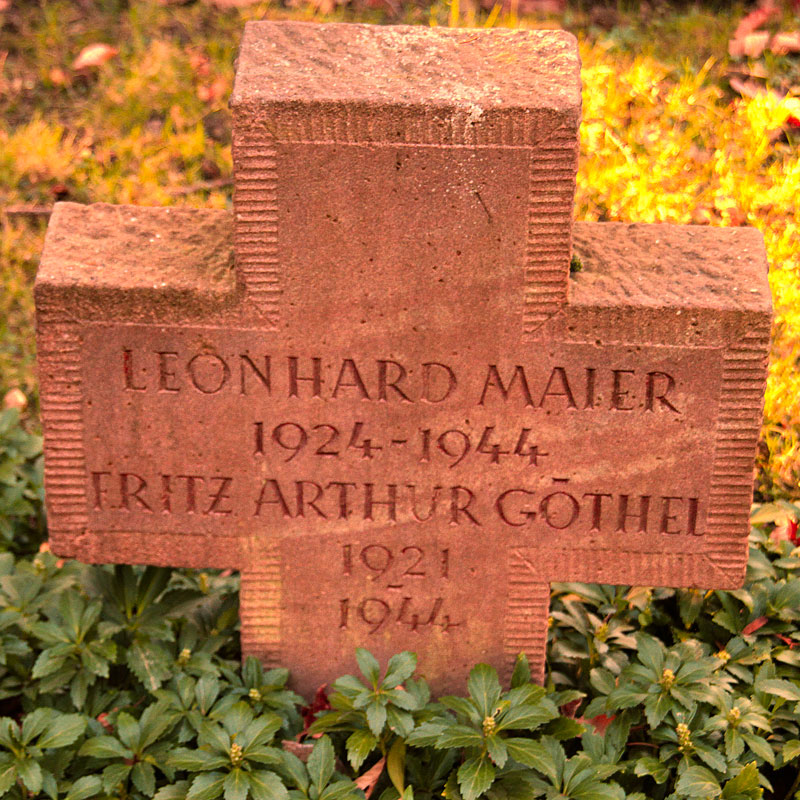 LEONHARD MAIER
1924-1944
FRITZ ARTHUR GÖTHEL
1921
-
1944